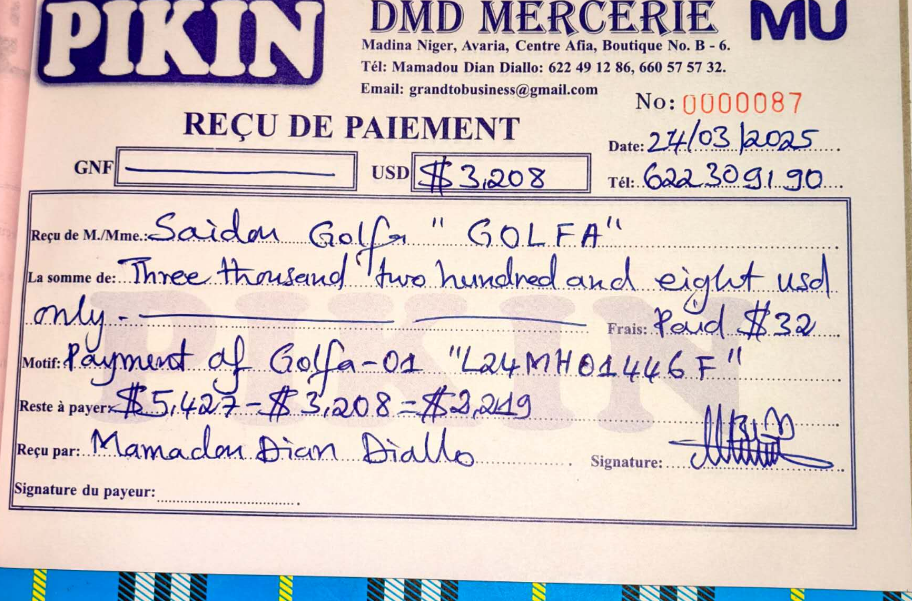 PIKIN
DMD MERCERIE
MU
Madina Niger, Avaria, Centre Afia, Boutique No. B - 6.
Tél: Mamadou Dian Diallo: 622 49 12 86, 660 57 57 32.
Email: grandtobusiness@gmail.com
No: 0000087
REÇU DE PAIEMENT
Date: 24/03/2025
GNF
USD $3,208
Tél: 622 309190
Reçu de M./Mme.: Saidou Golfa "GOLFA"
La somme de: Three thousand two hundred and eight usd
only.-
Frais: Paid $32
Motif: Payment of Golfa-01 "L24MH01446F"
Reste à payer: $5,427-$3,208=$2,219
Reçu par: Mamadou Dian Diallo
Signature:
Signature du payeur:
PIKIN